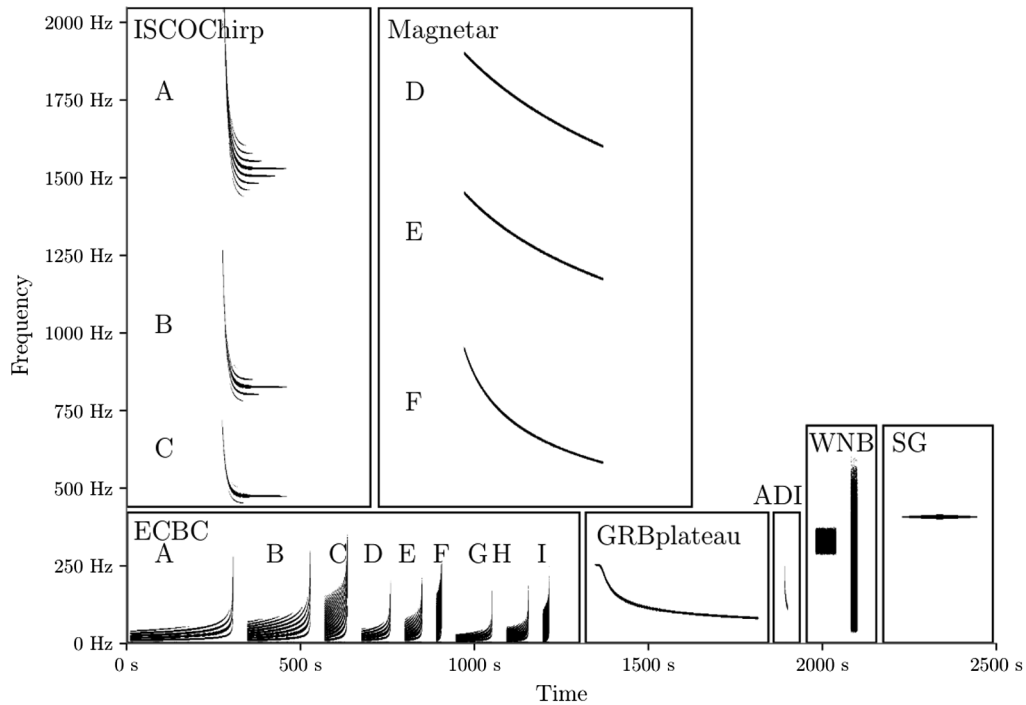 2000 Hz
ISCOChirp
Magnetar
A
D
1750 Hz
1500 Hz
E
1250 Hz
Frequency
B
1000 Hz
F
750 Hz
C
WNB
SG
500 Hz
ADI
ECBC
GRBplateau
A B C D E F G H I
250 Hz
0 Hz
0 s 500 s 1000 s 1500 s 2000 s 2500 s
Time